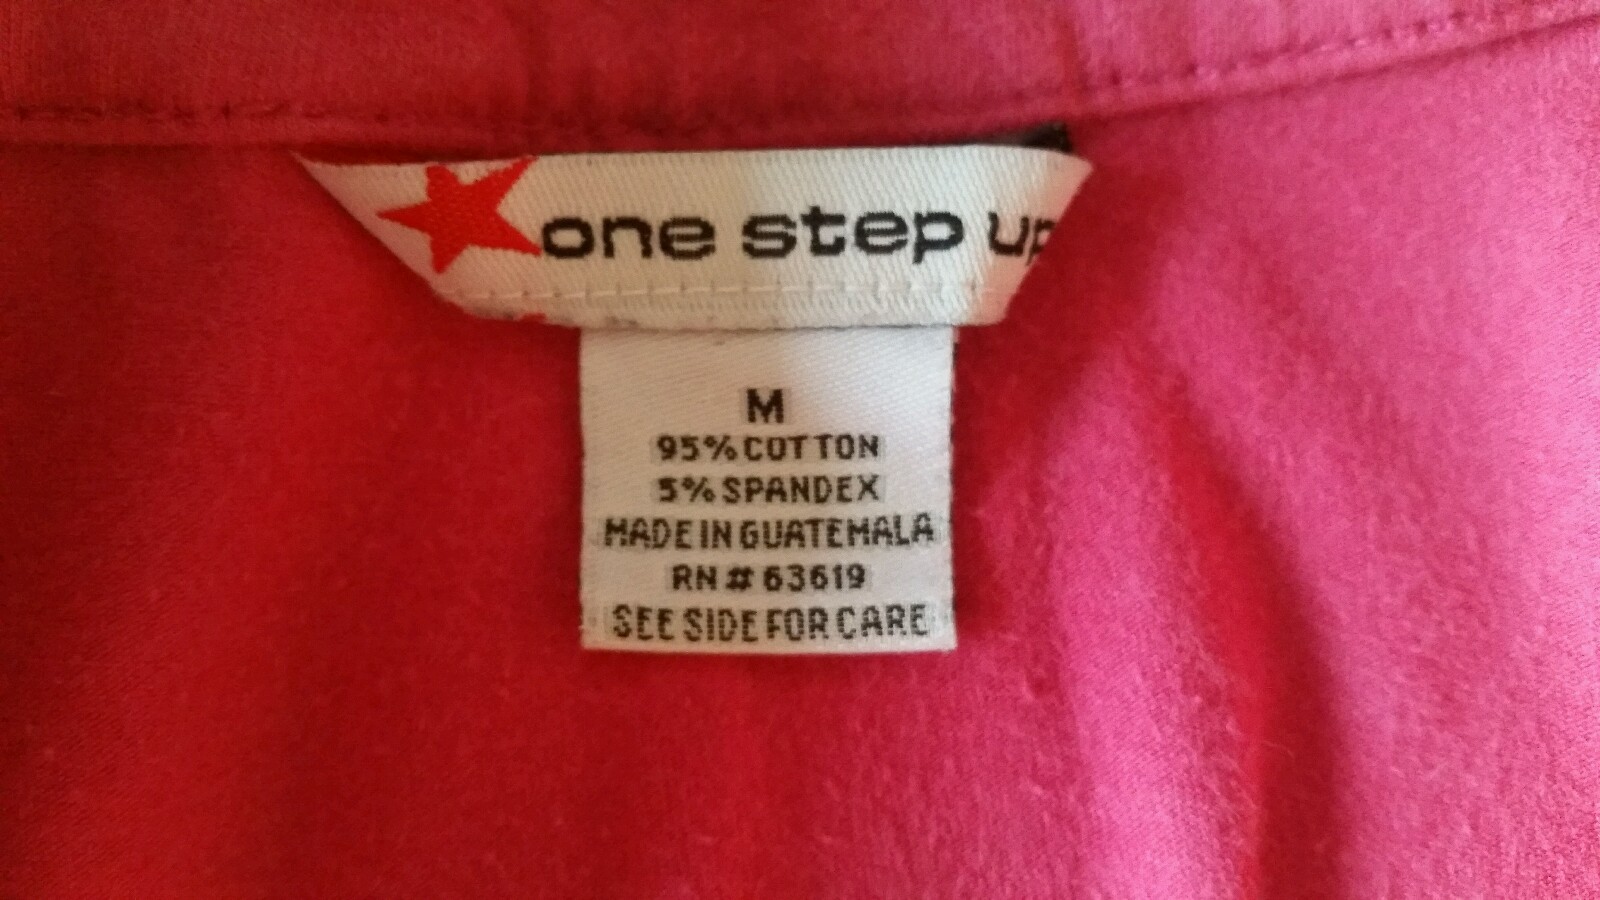 one step up
M
95% COTTON
5% SPANDEX
MADE IN GUATEMALA
RN # 63619
SEE SIDE FOR CARE